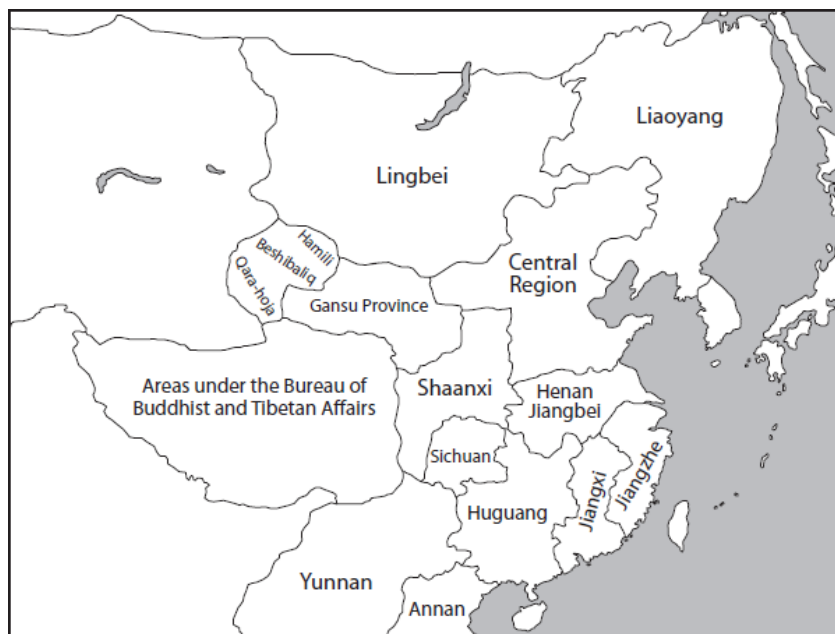 Liaoyang
Lingbei
Hamili
Beshibaliq
Qara-hoja
Central
Region
Gansu Province
Areas under the Bureau of
Buddhist and Tibetan Affairs
Shaanxi
Henan
Jiangbei
Sichuan
Jiangxi
Jiangzhe
Huguang
Yunnan
Annan